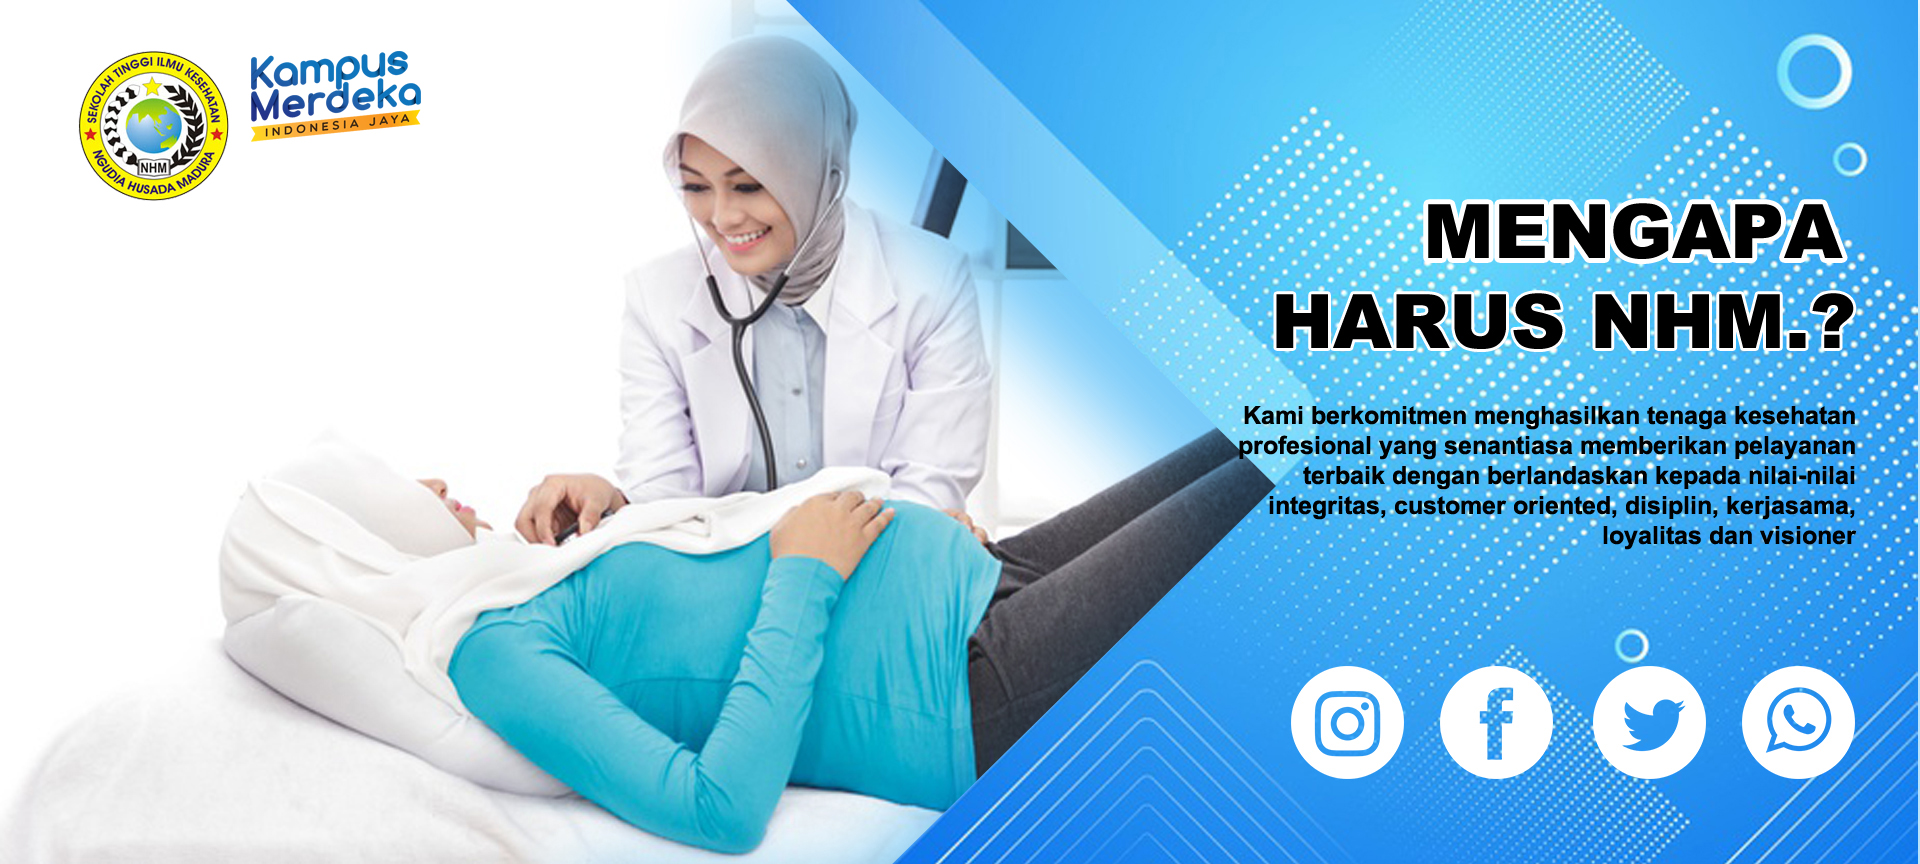 SEKOLAH TINGGI ILMU KESEHATAN
NHM
NGUDIA HUSADA MADURA
Kampus
Merdeka
INDONESIA JAYA
MENGAPA
HARUS NHM.?
Kami berkomitmen menghasilkan tenaga kesehatan
profesional yang senantiasa memberikan pelayanan
terbaik dengan berlandaskan kepada nilai-nilai
integritas, customer oriented, disiplin, kerjasama,
loyalitas dan visioner